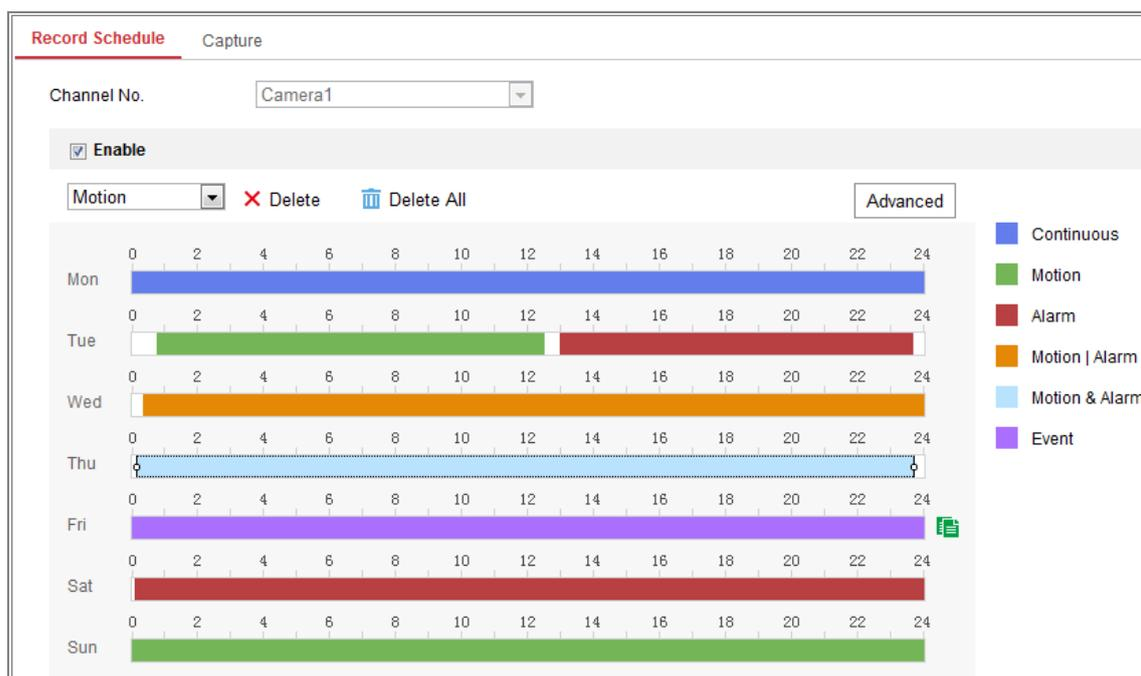 Record Schedule Capture
Channel No. Camera1
Enable
Motion Delete Delete All Advanced
Continuous
0 2 4 6 8 10 12 14 16 18 20 22 24
Mon
Motion
0 2 4 6 8 10 12 14 16 18 20 22 24
Alarm
Tue
Motion | Alarm
0 2 4 6 8 10 12 14 16 18 20 22 24
Wed
Motion & Alarm
0 2 4 6 8 10 12 14 16 18 20 22 24
Event
Thu
0 2 4 6 8 10 12 14 16 18 20 22 24
Fri
0 2 4 6 8 10 12 14 16 18 20 22 24
Sat
0 2 4 6 8 10 12 14 16 18 20 22 24
Sun